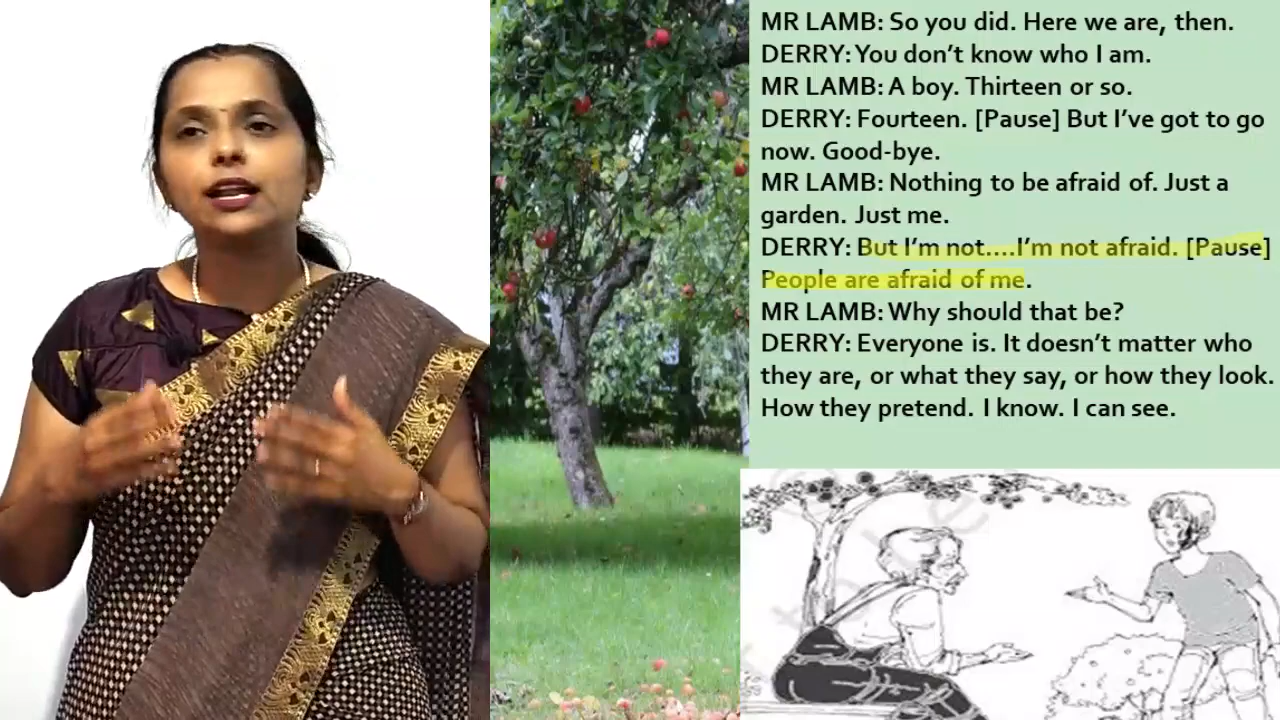 MR LAMB: So you did. Here we are, then.
DERRY: You don’t know who I am.
MR LAMB: A boy. Thirteen or so.
DERRY: Fourteen. [Pause] But I’ve got to go
now. Good-bye.
MR LAMB: Nothing to be afraid of. Just a
garden. Just me.
DERRY: But I’m not....I’m not afraid. [Pause]
People are afraid of me.
MR LAMB: Why should that be?
DERRY: Everyone is. It doesn’t matter who
they are, or what they say, or how they look.
How they pretend. I know. I can see.